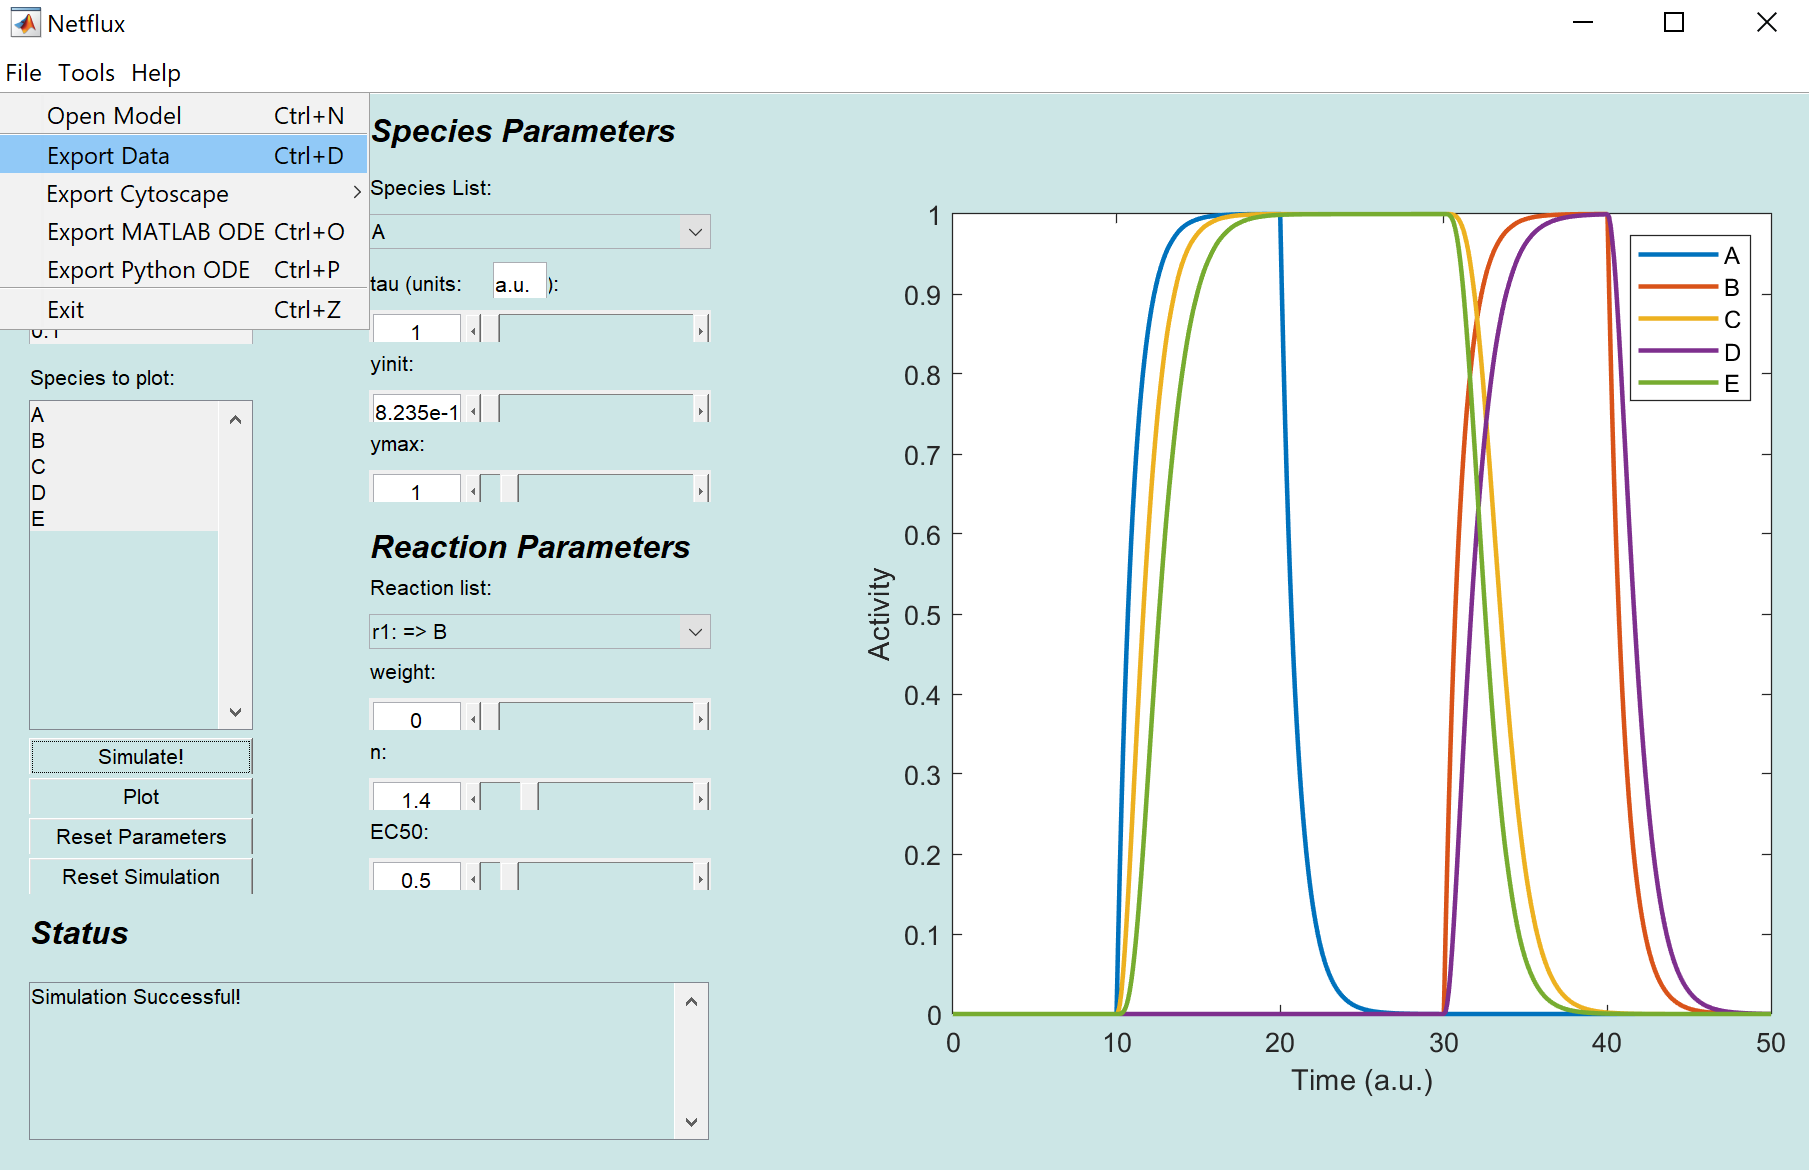 Netflux
File Tools Help
Open Model Ctrl+N
Export Data Ctrl+D
Export Cytoscape
Export MATLAB ODE Ctrl+O
Export Python ODE Ctrl+P
Exit Ctrl+Z
0.1
Species to plot:
A
B
C
D
E
Simulate!
Plot
Reset Parameters
Reset Simulation
Status
Simulation Successful!
Species Parameters
Species List:
A
tau (units: a.u. ):
1
yinit:
8.235e-1
ymax:
1
Reaction Parameters
Reaction list:
r1: => B
weight:
0
n:
1.4
EC50:
0.5
Activity
1
0.9
0.8
0.7
0.6
0.5
0.4
0.3
0.2
0.1
0
0 10 20 30 40 50
Time (a.u.)
A
B
C
D
E